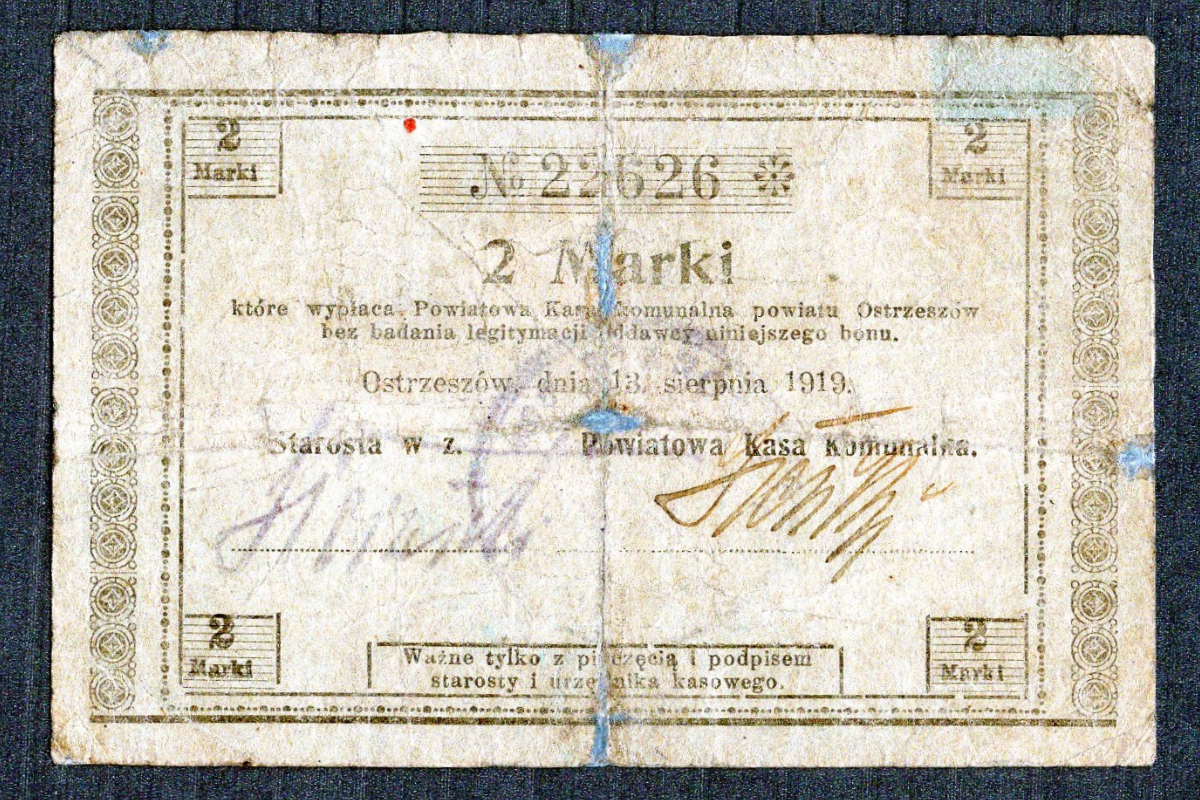 2
Marki
2
Marki
№ 22626
2 Marki
które wypłaca Powiatowa Kasa Komunalna powiatu Ostrzeszów
bez badania legitymacji oddawcy niniejszego bonu.
Ostrzeszów, dnia 13. sierpnia 1919.
Starosta w z.
Powiatowa Kasa Komunalna.
2
Marki
2
Marki
Ważne tylko z pieczęcią i podpisem
starosty i urzędnika kasowego.